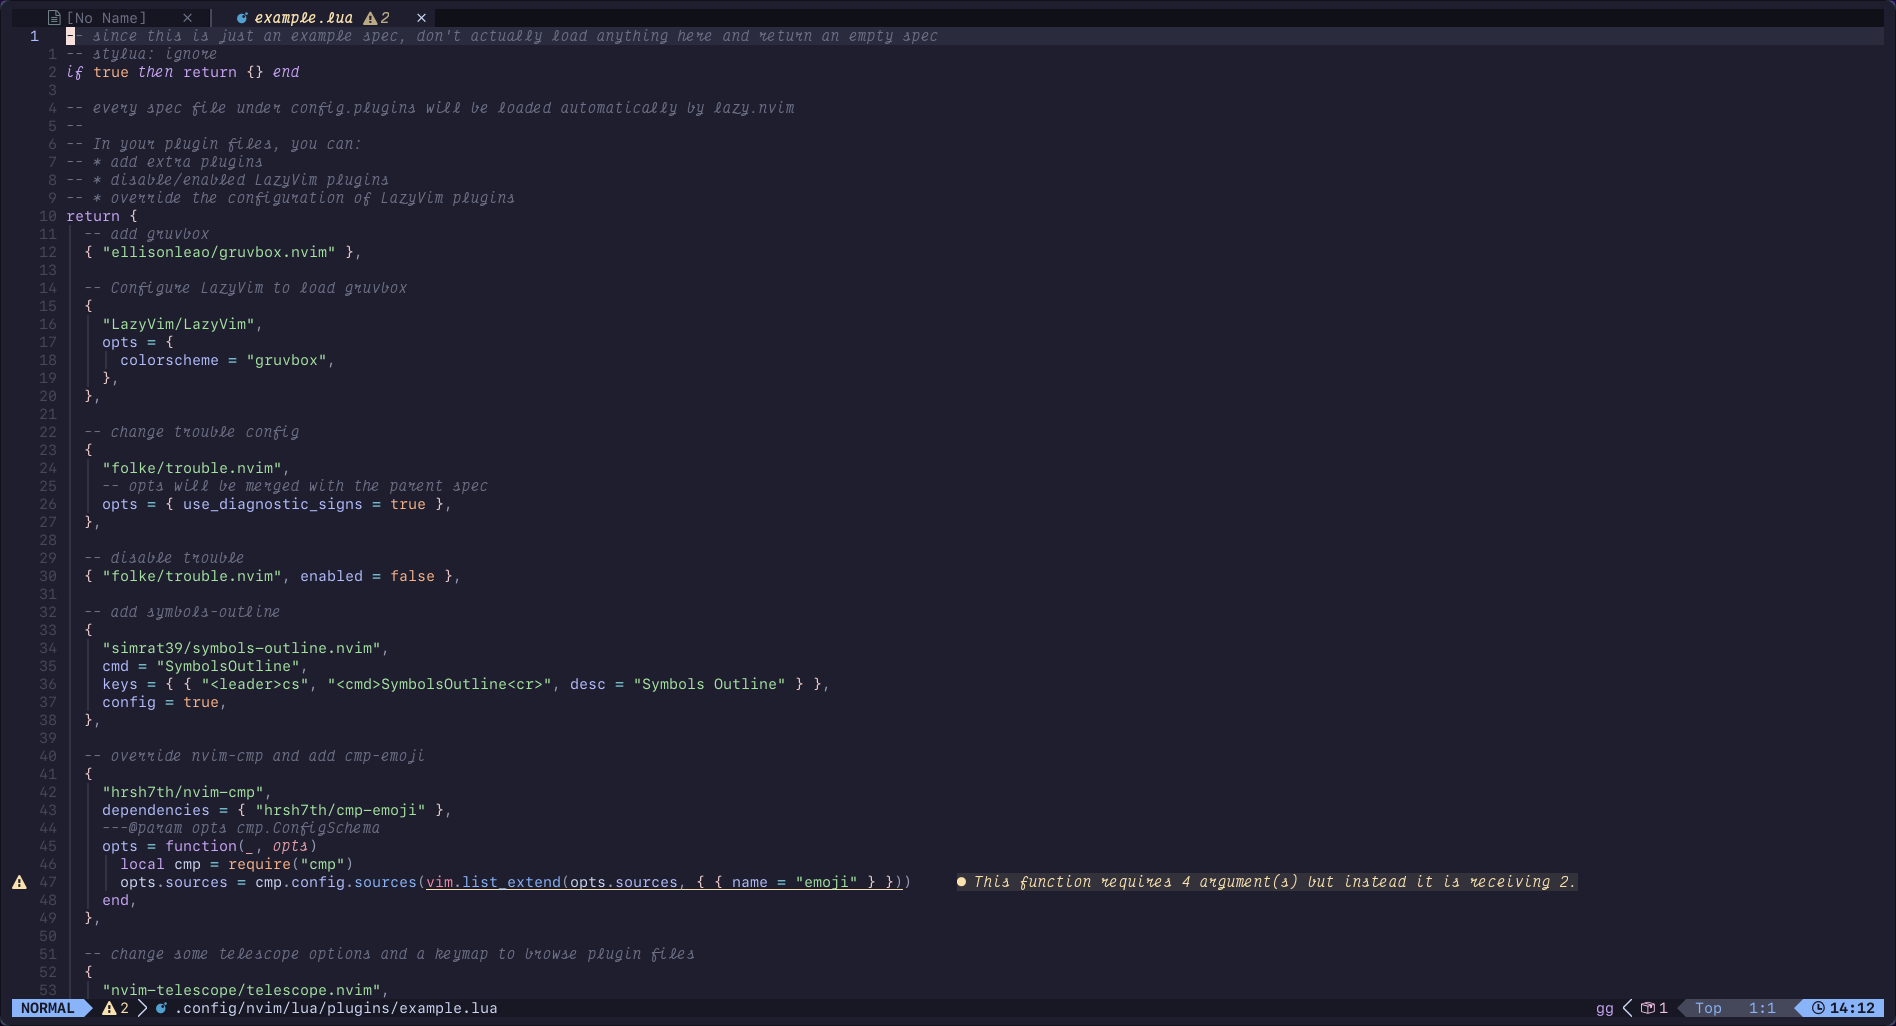 [No Name] × example.lua 2 ×
1 -- since this is just an example spec, don't actually load anything here and return an empty spec
1 -- stylua: ignore
2 if true then return {} end
3
4 -- every spec file under config.plugins will be loaded automatically by lazy.nvim
5 --
6 -- In your plugin files, you can:
7 -- * add extra plugins
8 -- * disable/enabled LazyVim plugins
9 -- * override the configuration of LazyVim plugins
10 return {
11 -- add gruvbox
12 { "ellisonleao/gruvbox.nvim" },
13
14 -- Configure LazyVim to load gruvbox
15 {
16 "LazyVim/LazyVim",
17 opts = {
18 colorscheme = "gruvbox",
19 },
20 },
21
22 -- change trouble config
23 {
24 "folke/trouble.nvim",
25 -- opts will be merged with the parent spec
26 opts = { use_diagnostic_signs = true },
27 },
28
29 -- disable trouble
30 { "folke/trouble.nvim", enabled = false },
31
32 -- add symbols-outline
33 {
34 "simrat39/symbols-outline.nvim",
35 cmd = "SymbolsOutline",
36 keys = { { "<leader>cs", "<cmd>SymbolsOutline<cr>", desc = "Symbols Outline" } },
37 config = true,
38 },
39
40 -- override nvim-cmp and add cmp-emoji
41 {
42 "hrsh7th/nvim-cmp",
43 dependencies = { "hrsh7th/cmp-emoji" },
44 ---@param opts cmp.ConfigSchema
45 opts = function(_, opts)
46 local cmp = require("cmp")
47 opts.sources = cmp.config.sources(vim.list_extend(opts.sources, { { name = "emoji" } })) ● This function requires 4 argument(s) but instead it is receiving 2.
48 end,
49 },
50
51 -- change some telescope options and a keymap to browse plugin files
52 {
53 "nvim-telescope/telescope.nvim",
NORMAL 2 .config/nvim/lua/plugins/example.lua gg 1 Top 1:1 14:12